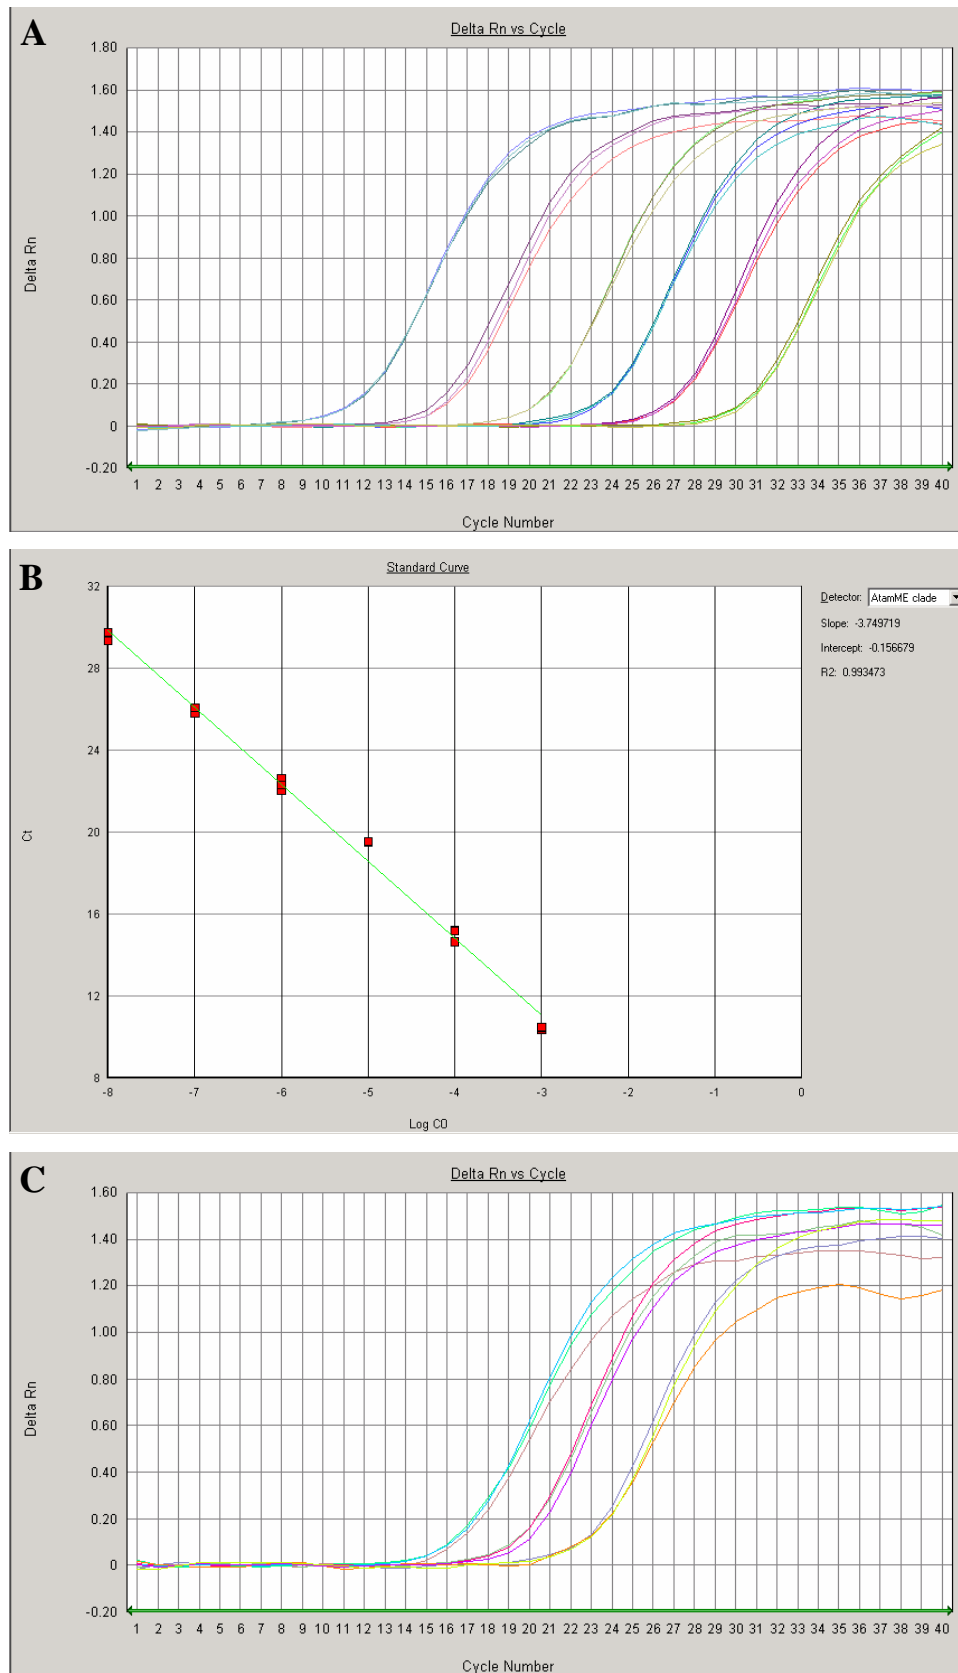 A
Delta Rn vs Cycle
1.80
1.60
1.40
1.20
1.00
0.80
0.60
0.40
0.20
0
-0.20
Delta Rn
1 2 3 4 5 6 7 8 9 10 11 12 13 14 15 16 17 18 19 20 21 22 23 24 25 26 27 28 29 30 31 32 33 34 35 36 37 38 39 40
Cycle Number
B
Standard Curve
32
28
24
20
16
12
8
Ct
-8 -7 -6 -5 -4 -3 -2 -1 0
Log C0
Detector: AtamME clade
Slope: -3.749719
Intercept: -0.156679
R2: 0.993473
C
Delta Rn vs Cycle
1.60
1.40
1.20
1.00
0.80
0.60
0.40
0.20
0
-0.20
Delta Rn
1 2 3 4 5 6 7 8 9 10 11 12 13 14 15 16 17 18 19 20 21 22 23 24 25 26 27 28 29 30 31 32 33 34 35 36 37 38 39 40
Cycle Number